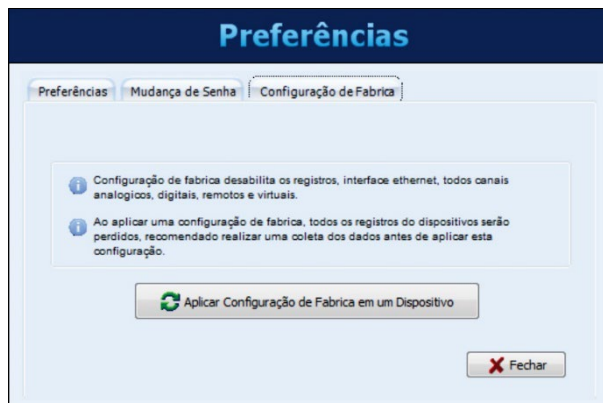 Preferências
Preferências Mudança de Senha Configuração de Fabrica
Configuração de fabrica desabilita os registros, interface ethernet, todos canais
analogicos, digitais, remotos e virtuais.
Ao aplicar uma configuração de fabrica, todos os registros do dispositivos serão
perdidos, recomendado realizar uma coleta dos dados antes de aplicar esta
configuração.
Aplicar Configuração de Fabrica em um Dispositivo
Fechar